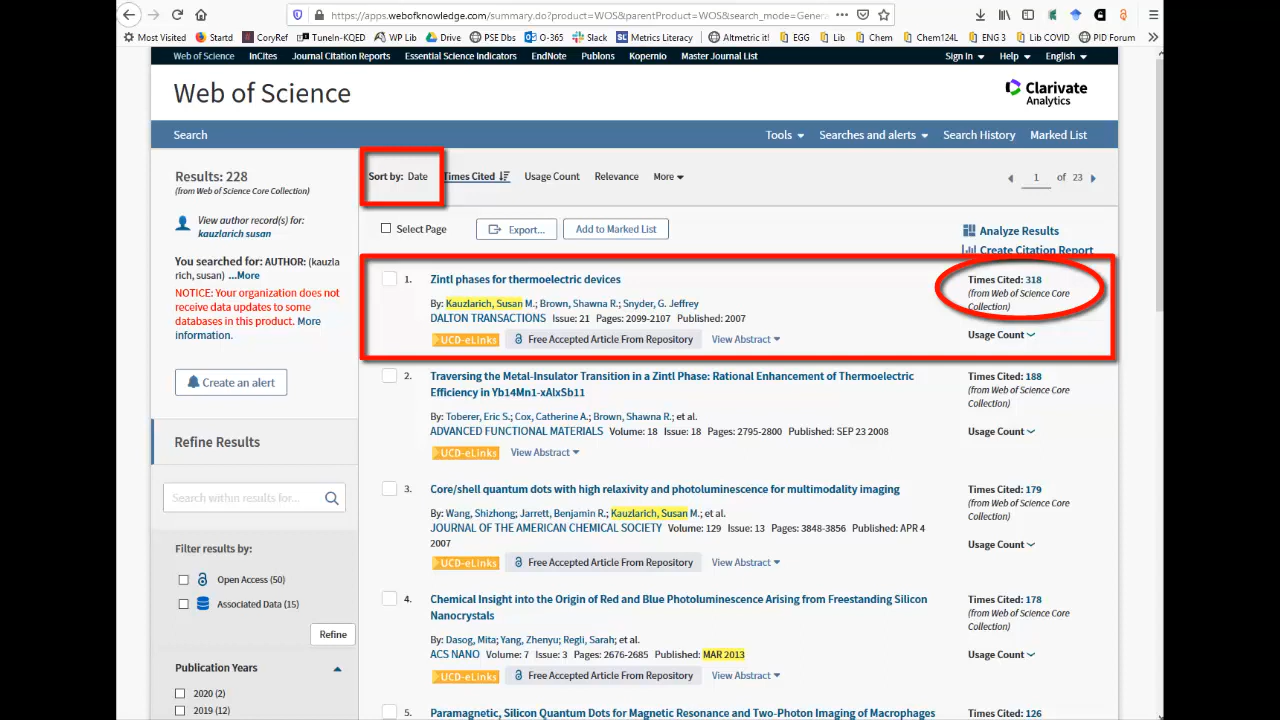 https://apps.webofknowledge.com/summary.do?product=WOS&parentProduct=WOS&search_mode=Genera
Most Visited Startd CoryRef TuneIn-KQED WP Lib Drive PSE Dbs O-365 Slack Metrics Literacy Altmetric it! EGG Lib Chem Chem124L ENG 3 Lib COVID PID Forum
Web of Science InCites Journal Citation Reports Essential Science Indicators EndNote Publons Kopernio Master Journal List Sign In Help English
Web of Science
Clarivate
Analytics
Search Tools Searches and alerts Search History Marked List
Results: 228
(from Web of Science Core Collection)
View author record(s) for:
kauzlarich susan
You searched for: AUTHOR: (kauzla
rich, susan) ...More
NOTICE: Your organization does not
receive data updates to some
databases in this product. More
information.
Create an alert
Refine Results
Search within results for...
Filter results by:
Open Access (50)
Associated Data (15)
Refine
Publication Years
2020 (2)
2019 (12)
Sort by: Date Times Cited Usage Count Relevance More 1 of 23
Select Page Export... Add to Marked List
Analyze Results
Create Citation Report
1. Zintl phases for thermoelectric devices
By: Kauzlarich, Susan M.; Brown, Shawna R.; Snyder, G. Jeffrey
DALTON TRANSACTIONS Issue: 21 Pages: 2099-2107 Published: 2007
UCD-eLinks Free Accepted Article From Repository View Abstract
Times Cited: 318
(from Web of Science Core
Collection)
Usage Count
2. Traversing the Metal-Insulator Transition in a Zintl Phase: Rational Enhancement of Thermoelectric
Efficiency in Yb14Mn1-xAlxSb11
By: Toberer, Eric S.; Cox, Catherine A.; Brown, Shawna R.; et al.
ADVANCED FUNCTIONAL MATERIALS Volume: 18 Issue: 18 Pages: 2795-2800 Published: SEP 23 2008
UCD-eLinks View Abstract
Times Cited: 188
(from Web of Science Core
Collection)
Usage Count
3. Core/shell quantum dots with high relaxivity and photoluminescence for multimodality imaging
By: Wang, Shizhong; Jarrett, Benjamin R.; Kauzlarich, Susan M.; et al.
JOURNAL OF THE AMERICAN CHEMICAL SOCIETY Volume: 129 Issue: 13 Pages: 3848-3856 Published: APR 4
2007
UCD-eLinks Free Accepted Article From Repository View Abstract
Times Cited: 179
(from Web of Science Core
Collection)
Usage Count
4. Chemical Insight into the Origin of Red and Blue Photoluminescence Arising from Freestanding Silicon
Nanocrystals
By: Dasog, Mita; Yang, Zhenyu; Regli, Sarah; et al.
ACS NANO Volume: 7 Issue: 3 Pages: 2676-2685 Published: MAR 2013
UCD-eLinks Free Accepted Article From Repository View Abstract
Times Cited: 178
(from Web of Science Core
Collection)
Usage Count
5. Paramagnetic, Silicon Quantum Dots for Magnetic Resonance and Two-Photon Imaging of Macrophages
Times Cited: 126